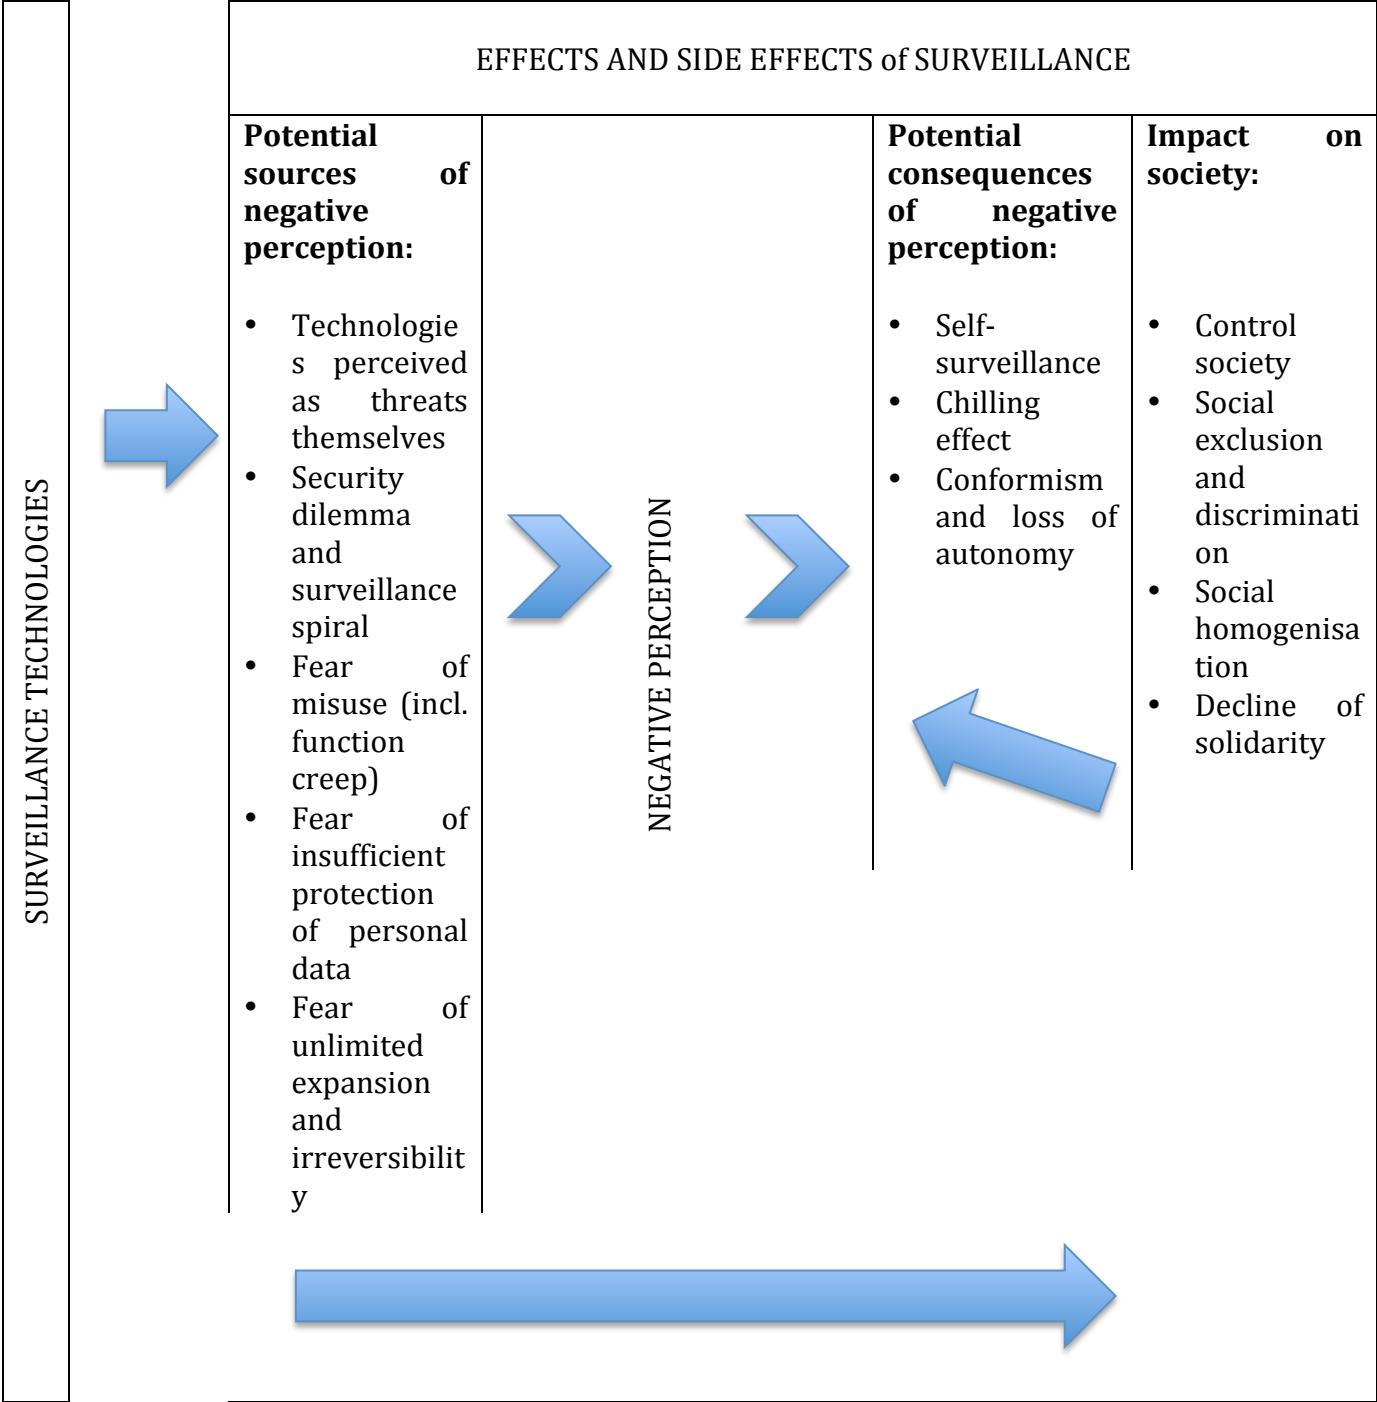 SURVEILLANCE TECHNOLOGIES
EFFECTS AND SIDE EFFECTS of SURVEILLANCE
Potential
sources of
negative
perception:
• Technologie
s perceived
as threats
themselves
• Security
dilemma
and
surveillance
spiral
• Fear of
misuse (incl.
function
creep)
• Fear of
insufficient
protection
of personal
data
• Fear of
unlimited
expansion
and
irreversibilit
y
NEGATIVE PERCEPTION
Potential
consequences
of negative
perception:
• Self-
surveillance
• Chilling
effect
• Conformism
and loss of
autonomy
Impact on
society:
• Control
society
• Social
exclusion
and
discriminati
on
• Social
homogenisa
tion
• Decline of
solidarity